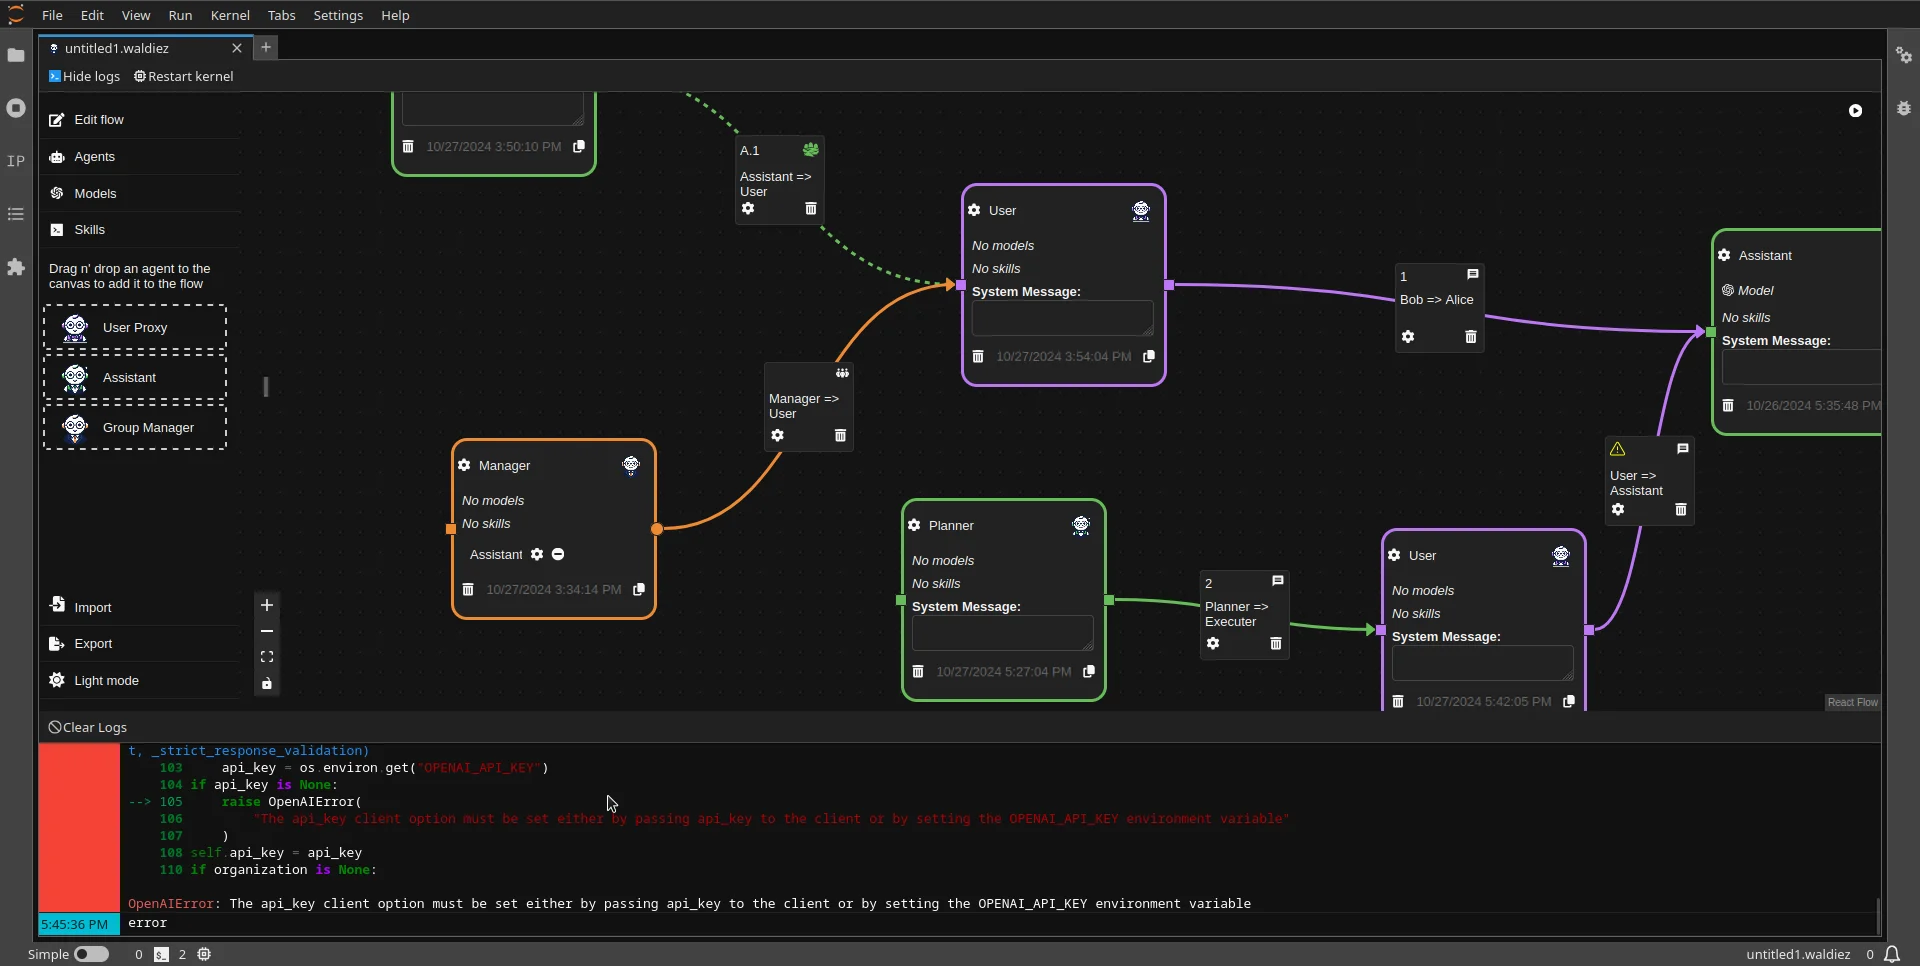 File Edit View Run Kernel Tabs Settings Help
untitled1.waldiez
Hide logs Restart kernel
Edit flow
Agents
Models
Skills
Drag n' drop an agent to the
canvas to add it to the flow
User Proxy
Assistant
Group Manager
Import
Export
Light mode
IP
10/27/2024 3:50:10 PM
A.1
Assistant =>
User
User
No models
No skills
System Message:
10/27/2024 3:54:04 PM
1
Bob => Alice
Assistant
Model
No skills
System Message:
10/26/2024 5:35:48 PM
Manager =>
User
Manager
No models
No skills
Assistant
10/27/2024 3:34:14 PM
Planner
No models
No skills
System Message:
10/27/2024 5:27:04 PM
2
Planner =>
Executer
User =>
Assistant
User
No models
No skills
System Message:
10/27/2024 5:42:05 PM
React Flow
Clear Logs
t, _strict_response_validation)
103 api_key = os.environ.get("OPENAI_API_KEY")
104 if api_key is None:
--> 105 raise OpenAIError(
106 "The api_key client option must be set either by passing api_key to the client or by setting the OPENAI_API_KEY environment variable"
107 )
108 self.api_key = api_key
110 if organization is None:
OpenAIError: The api_key client option must be set either by passing api_key to the client or by setting the OPENAI_API_KEY environment variable
5:45:36 PM error
Simple 0 $_ 2 untitled1.waldiez 0